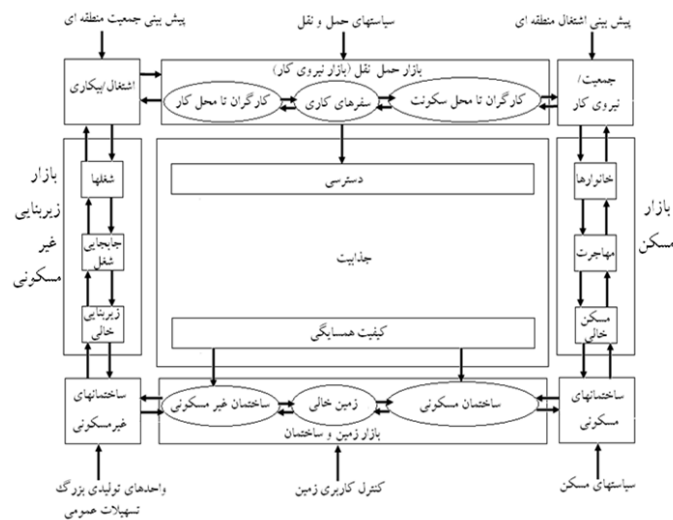 پیش بینی اشتغال منطقه ای
سیاستهای حمل و نقل
پیش بینی جمعیت منطقه ای
جمعیت/
نیروی کار
بازار حمل نقل (بازار نیروی کار)
کارگران تا محل سکونت
سفرهای کاری
کارگران تا محل کار
اشتغال/بیکاری
بازار
مسکن
خانوارها
مهاجرت
مسکن
خالی
دسترسی
جذابیت
کیفیت همسایگی
شغلها
جابجایی
شغل
زیربنایی
خالی
بازار
زیربنایی
غیر
مسکونی
ساختمانهای
مسکونی
ساختمان مسکونی
زمین خالی
ساختمان غیر مسکونی
بازار زمین و ساختمان
ساختمانهای
غیرمسکونی
سیاستهای مسکن
کنترل کاربری زمین
واحدهای تولیدی بزرگ
تسهیلات عمومی